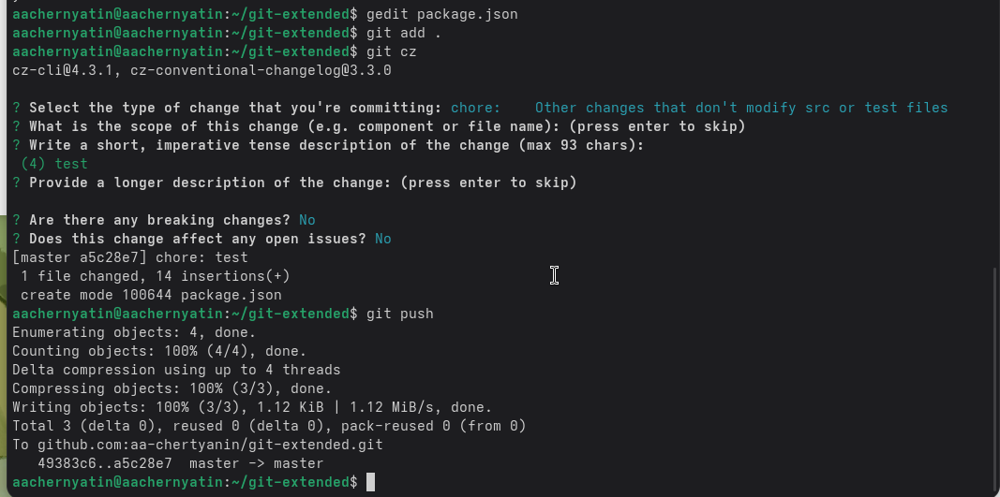 aachernyatin@aachernyatin:~/git-extended$ gedit package.json
aachernyatin@aachernyatin:~/git-extended$ git add .
aachernyatin@aachernyatin:~/git-extended$ git cz
cz-cli@4.3.1, cz-conventional-changelog@3.3.0
? Select the type of change that you're committing: chore:    Other changes that don't modify src or test files
? What is the scope of this change (e.g. component or file name): (press enter to skip)
? Write a short, imperative tense description of the change (max 93 chars):
 (4) test
? Provide a longer description of the change: (press enter to skip)
? Are there any breaking changes? No
? Does this change affect any open issues? No
[master a5c28e7] chore: test
 1 file changed, 14 insertions(+)
 create mode 100644 package.json
aachernyatin@aachernyatin:~/git-extended$ git push
Enumerating objects: 4, done.
Counting objects: 100% (4/4), done.
Delta compression using up to 4 threads
Compressing objects: 100% (3/3), done.
Writing objects: 100% (3/3), 1.12 KiB | 1.12 MiB/s, done.
Total 3 (delta 0), reused 0 (delta 0), pack-reused 0 (from 0)
To github.com:aa-chertyanin/git-extended.git
   49383c6..a5c28e7  master -> master
aachernyatin@aachernyatin:~/git-extended$